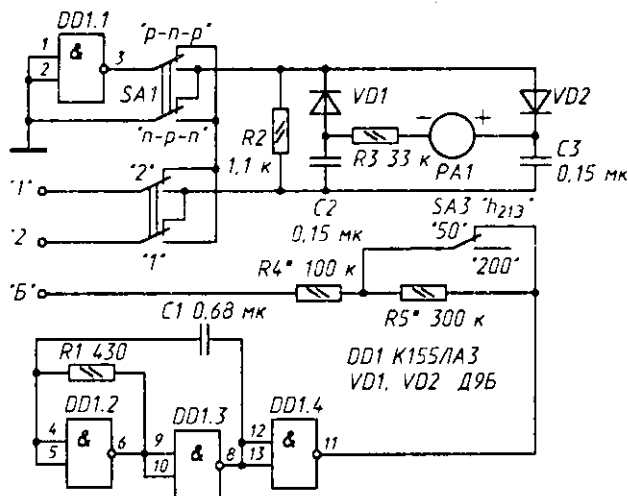 DD1.1
"p-n-p"
1
&
3
2
SA1
VD1
VD2
"n-p-n"
R2
1,1 к
−
+
R3 33 к
PA1
C3
0,15 мк
"1"
"2"
C2
0,15 мк
SA3 "h21Э"
"50"
"2
"1"
"200"
R4* 100 к
"Б"
R5* 300 к
C1 0,68 мк
R1 430
DD1 К155ЛА3
VD1, VD2 Д9Б
DD1.2
DD1.3
DD1.4
4
&
6
9
&
8
12
&
11
5
10
13